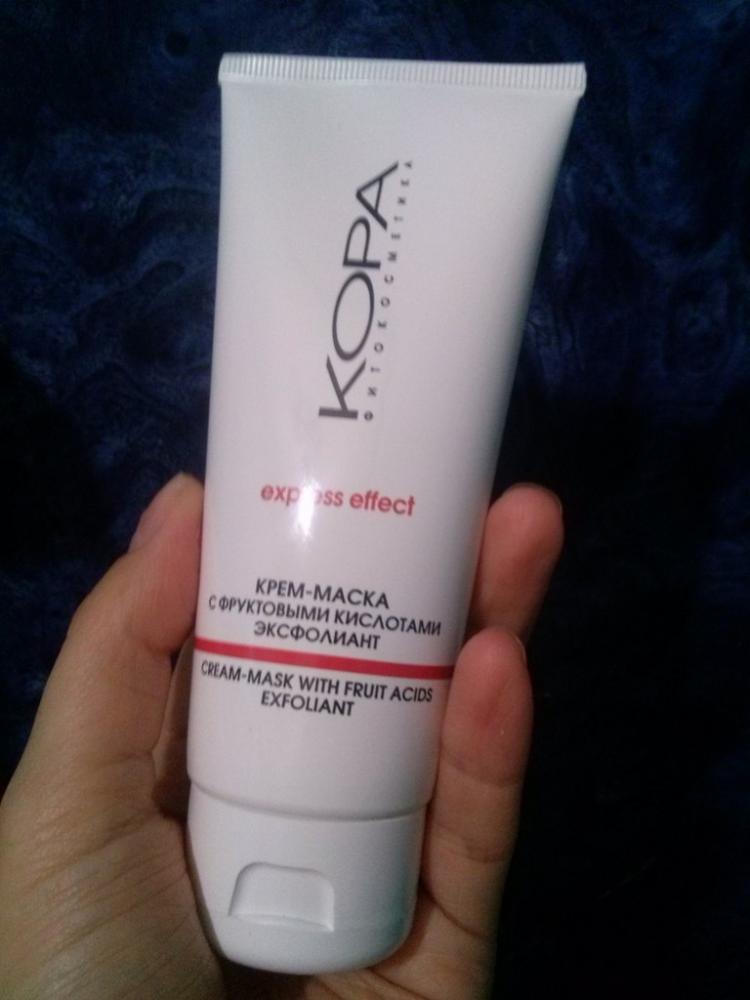 КОРА
ФИТОКОСМЕТИКА
express effect
КРЕМ-МАСКА
С ФРУКТОВЫМИ КИСЛОТАМИ
ЭКСФОЛИАНТ
CREAM-MASK WITH FRUIT ACIDS
EXFOLIANT